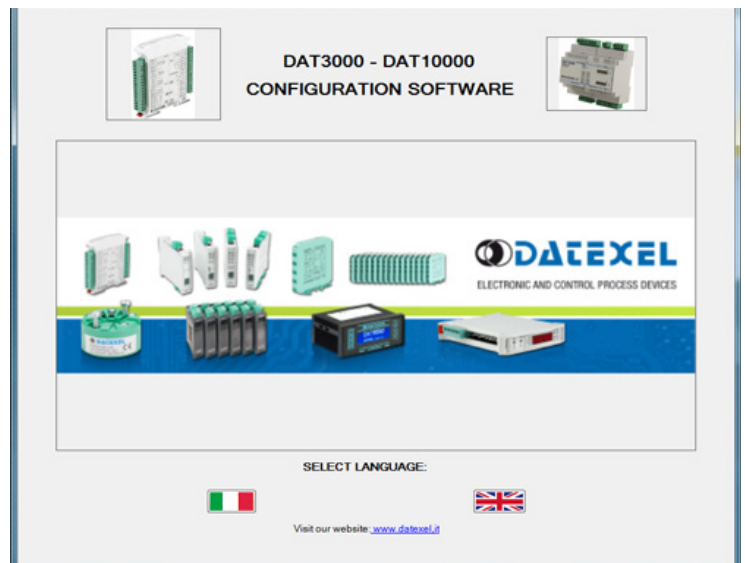 DAT3000 - DAT10000
CONFIGURATION SOFTWARE
DATEXEL
ELECTRONIC AND CONTROL PROCESS DEVICES
SELECT LANGUAGE:
Visit our website: www.datexel.it